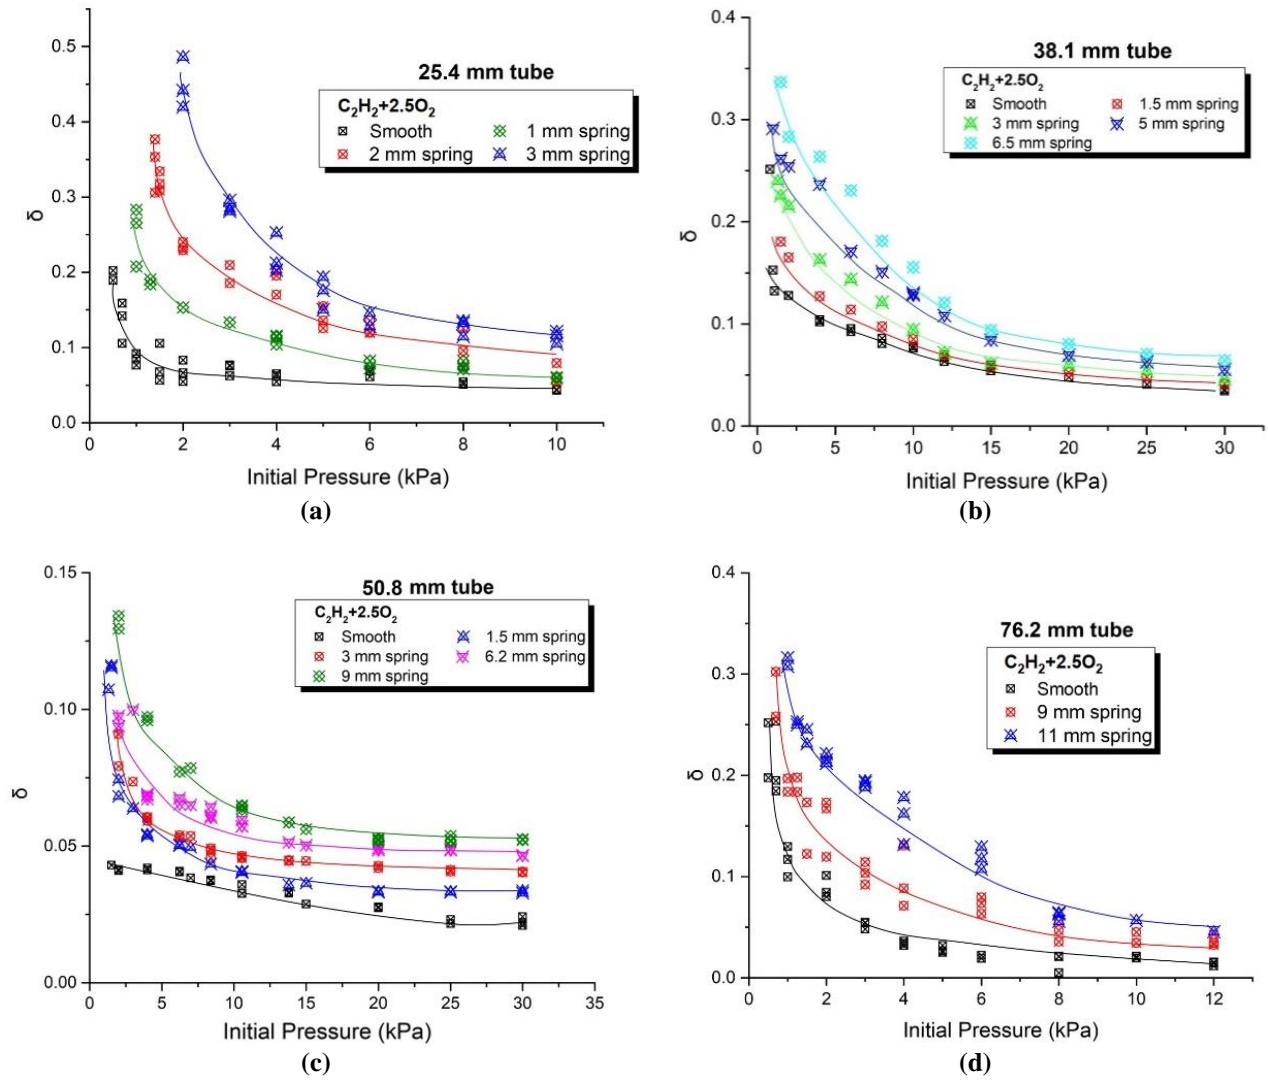 25.4 mm tube
C₂H₂+2.5O₂
Smooth 1 mm spring
2 mm spring 3 mm spring
0.5
0.4
0.3
0.2
0.1
0.0
δ
0 2 4 6 8 10
Initial Pressure (kPa)
(a)
38.1 mm tube
C₂H₂+2.5O₂
Smooth 1.5 mm spring
3 mm spring 5 mm spring
6.5 mm spring
0.4
0.3
0.2
0.1
0.0
δ
0 5 10 15 20 25 30
Initial Pressure (kPa)
(b)
50.8 mm tube
C₂H₂+2.5O₂
Smooth 1.5 mm spring
3 mm spring 6.2 mm spring
9 mm spring
0.15
0.10
0.05
0.00
δ
0 5 10 15 20 25 30 35
Initial Pressure (kPa)
(c)
76.2 mm tube
C₂H₂+2.5O₂
Smooth
9 mm spring
11 mm spring
0.4
0.3
0.2
0.1
0.0
δ
0 2 4 6 8 10 12
Initial Pressure (kPa)
(d)